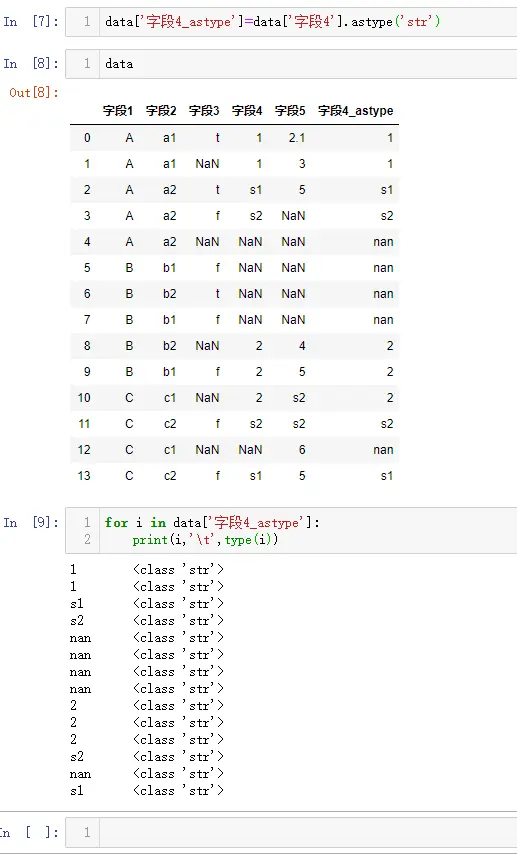 In [7]: 1 data['字段4_astype']=data['字段4'].astype('str')
In [8]: 1 data
Out[8]:
字段1 字段2 字段3 字段4 字段5 字段4_astype
0 A a1 t 1 2.1 1
1 A a1 NaN 1 3 1
2 A a2 t s1 5 s1
3 A a2 f s2 NaN s2
4 A a2 NaN NaN NaN nan
5 B b1 f NaN NaN nan
6 B b2 t NaN NaN nan
7 B b1 f NaN NaN nan
8 B b2 NaN 2 4 2
9 B b1 f 2 5 2
10 C c1 NaN 2 s2 2
11 C c2 f s2 s2 s2
12 C c1 NaN NaN 6 nan
13 C c2 f s1 5 s1
In [9]: 1 for i in data['字段4_astype']:
2 print(i,'\t',type(i))
1 <class 'str'>
1 <class 'str'>
s1 <class 'str'>
s2 <class 'str'>
nan <class 'str'>
nan <class 'str'>
nan <class 'str'>
nan <class 'str'>
2 <class 'str'>
2 <class 'str'>
2 <class 'str'>
s2 <class 'str'>
nan <class 'str'>
s1 <class 'str'>
In [ ]: 1